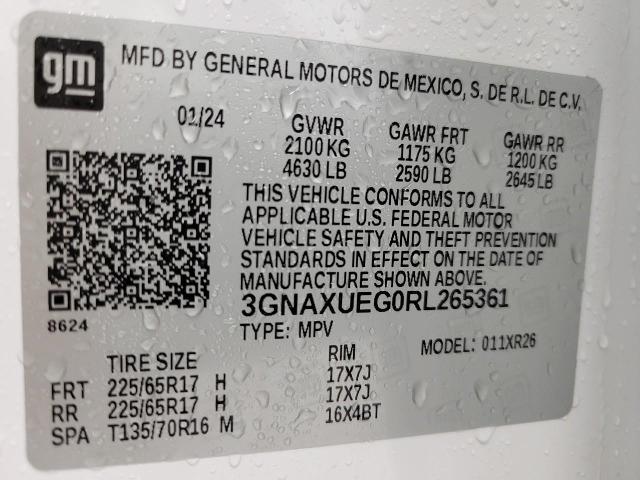 gm
MFD BY GENERAL MOTORS DE MEXICO, S. DE R.L. DE C.V.
01/24 GVWR GAWR FRT GAWR RR
2100 KG 1175 KG 1200 KG
4630 LB 2590 LB 2645 LB
THIS VEHICLE CONFORMS TO ALL
APPLICABLE U.S. FEDERAL MOTOR
VEHICLE SAFETY AND THEFT PREVENTION
STANDARDS IN EFFECT ON THE DATE OF
MANUFACTURE SHOWN ABOVE.
8624
3GNAXUEG0RL265361
TYPE: MPV MODEL: 011XR26
TIRE SIZE RIM
FRT 225/65R17 H 17X7J
RR 225/65R17 H 17X7J
SPA T135/70R16 M 16X4BT